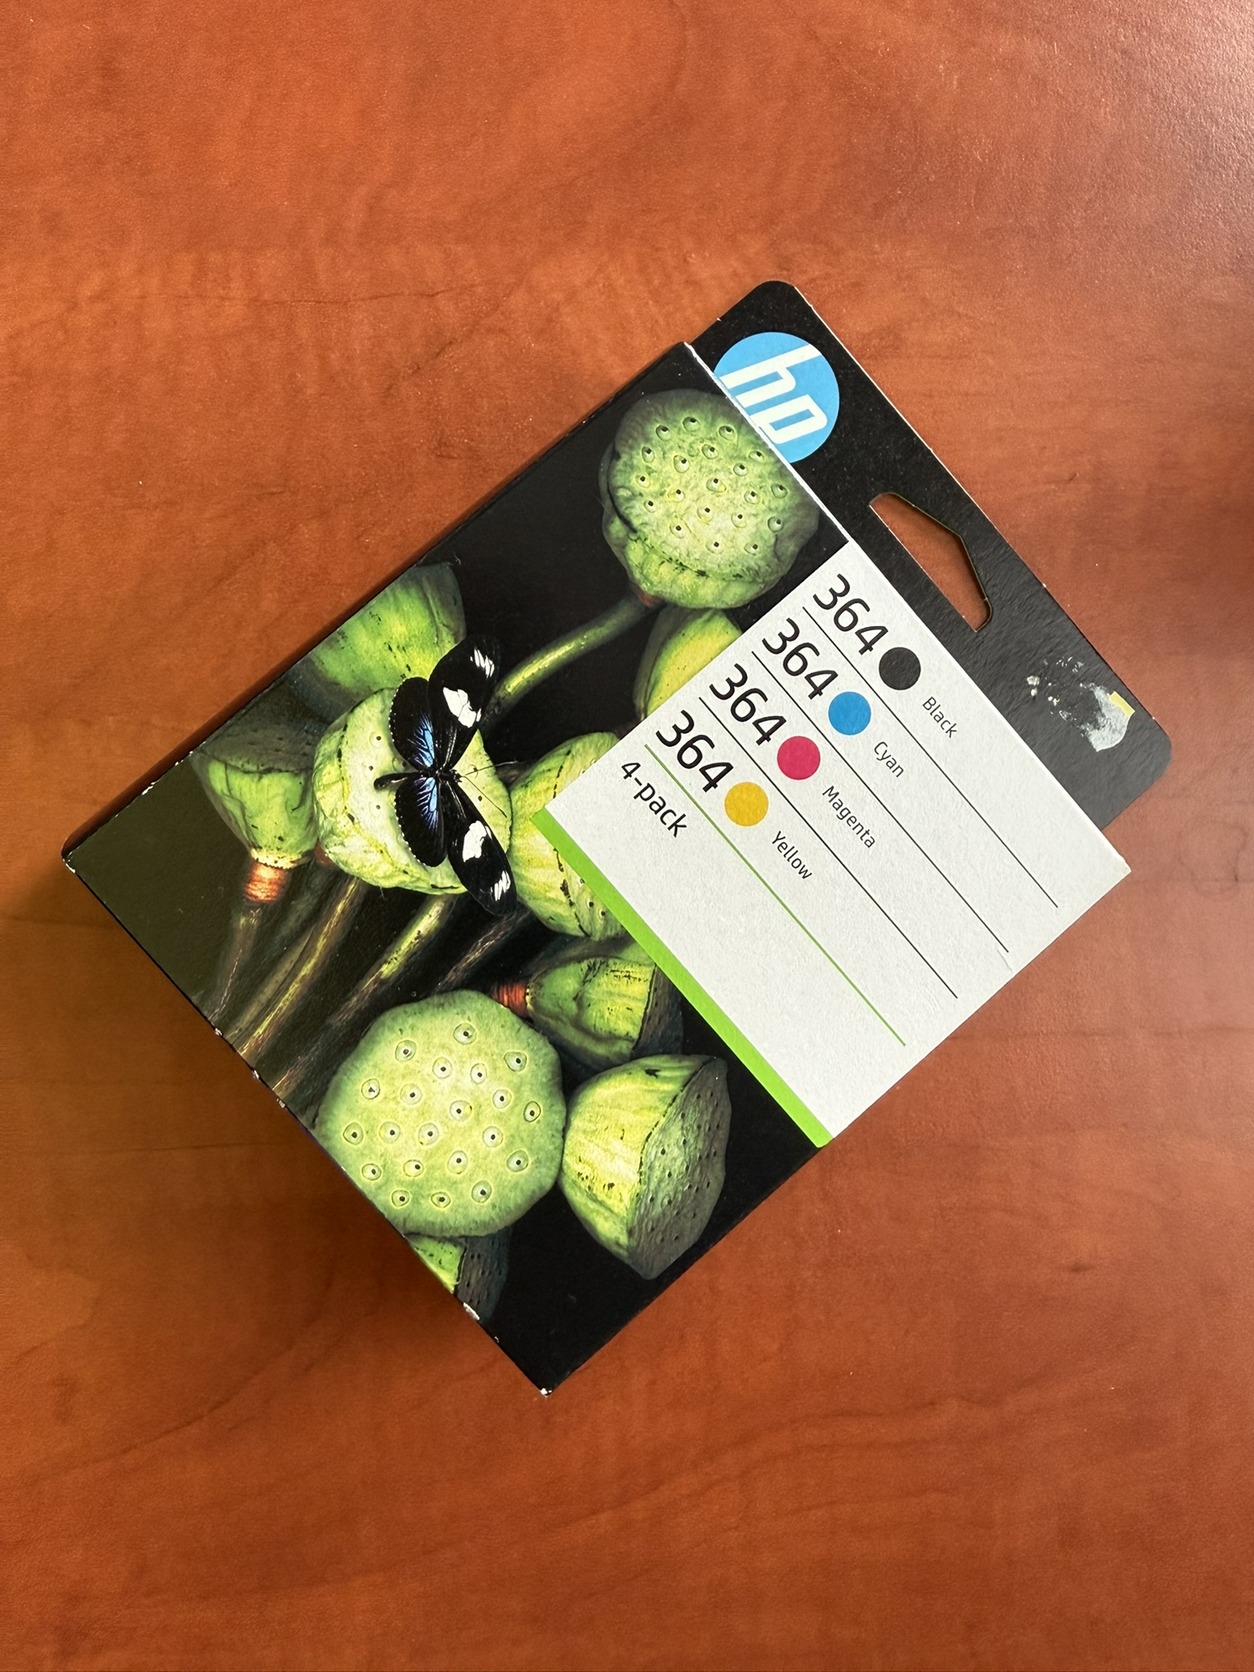 hp
364 Black
364 Cyan
364 Magenta
364 Yellow
4-pack